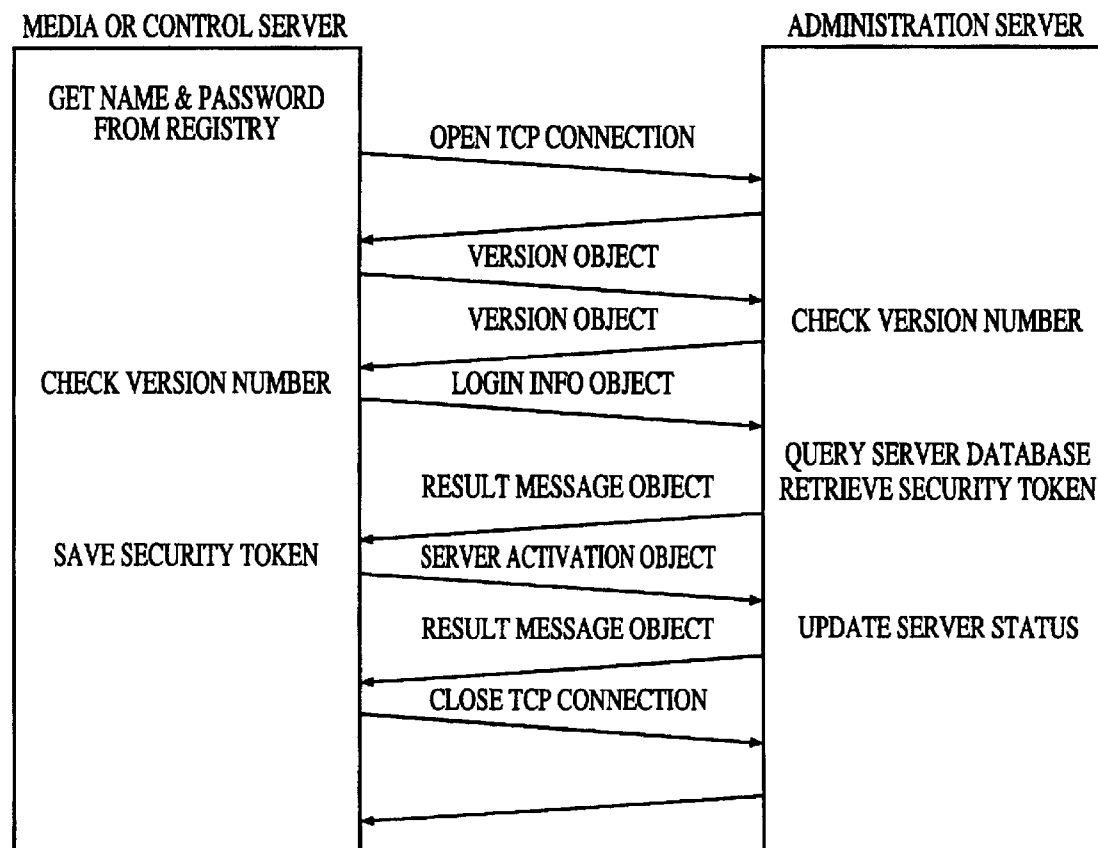 MEDIA OR CONTROL SERVER
ADMINISTRATION SERVER
GET NAME & PASSWORD
FROM REGISTRY
OPEN TCP CONNECTION
VERSION OBJECT
VERSION OBJECT
CHECK VERSION NUMBER
CHECK VERSION NUMBER
LOGIN INFO OBJECT
QUERY SERVER DATABASE
RETRIEVE SECURITY TOKEN
RESULT MESSAGE OBJECT
SAVE SECURITY TOKEN
SERVER ACTIVATION OBJECT
RESULT MESSAGE OBJECT
UPDATE SERVER STATUS
CLOSE TCP CONNECTION